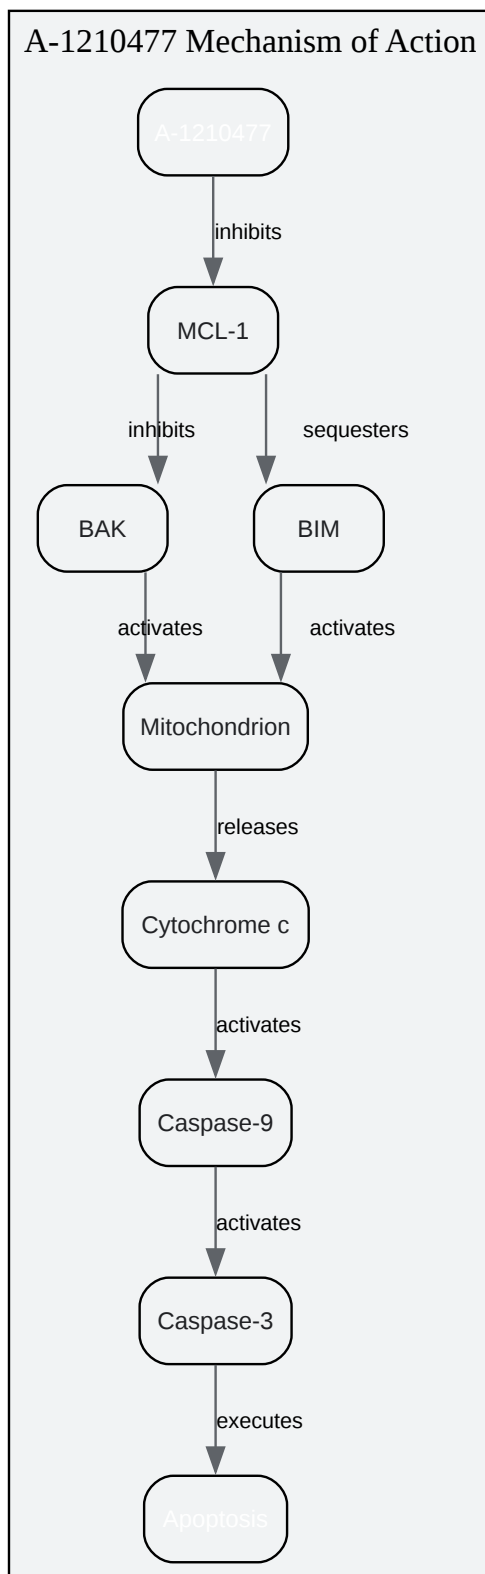 A-1210477 Mechanism of Action
A-1210477
inhibits
MCL-1
inhibits
sequesters
BAK
BIM
activates
activates
Mitochondrion
releases
Cytochrome c
activates
Caspase-9
activates
Caspase-3
executes
Apoptosis